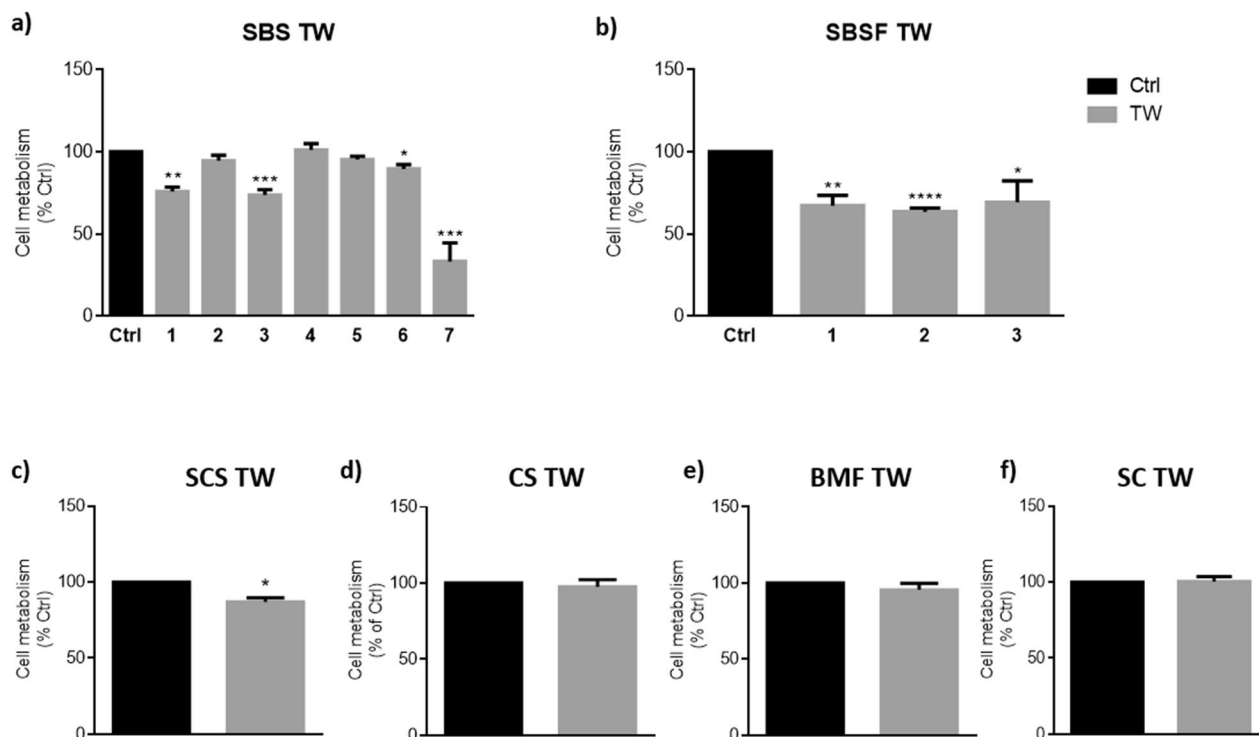 a)
SBS TW
150
100
50
0
Cell metabolism
(% Ctrl)
**
***
*
***
Ctrl 1 2 3 4 5 6 7
b)
SBSF TW
150
100
50
0
Cell metabolism
(% Ctrl)
**
****
*
Ctrl 1 2 3
Ctrl
TW
c)
SCS TW
150
100
50
0
Cell metabolism
(% Ctrl)
*
d)
CS TW
150
100
50
0
Cell metabolism
(% of Ctrl)
e)
BMF TW
150
100
50
0
Cell metabolism
(% Ctrl)
f)
SC TW
150
100
50
0
Cell metabolism
(% Ctrl)